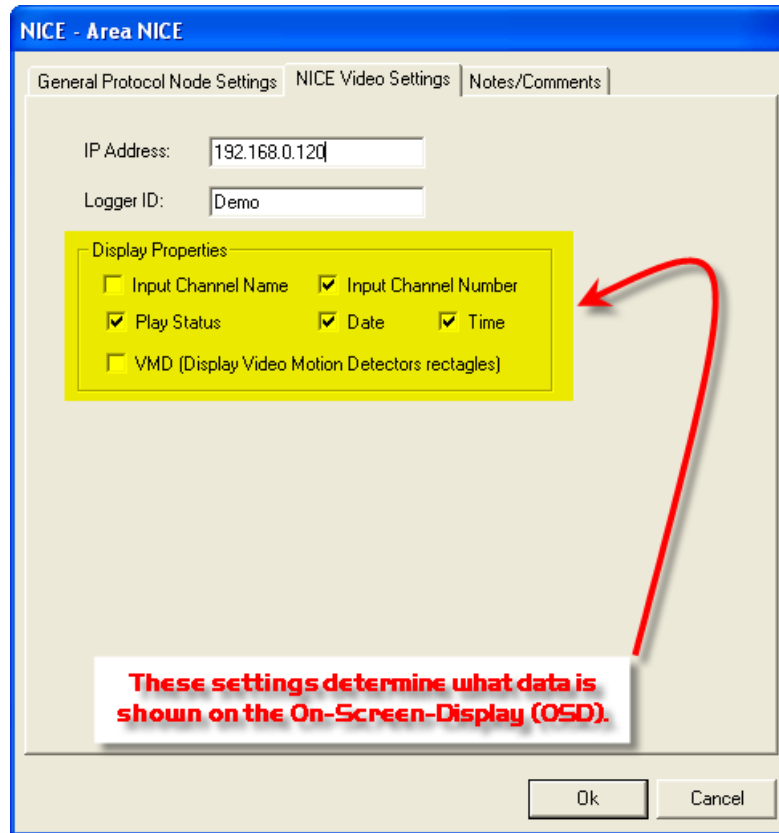 NICE - Area NICE
General Protocol Node Settings NICE Video Settings Notes/Comments
IP Address: 192.168.0.120
Logger ID: Demo
Display Properties
Input Channel Name Input Channel Number
Play Status Date Time
VMD (Display Video Motion Detectors rectagles)
These settings determine what data is
shown on the On-Screen-Display (OSD).
Ok Cancel